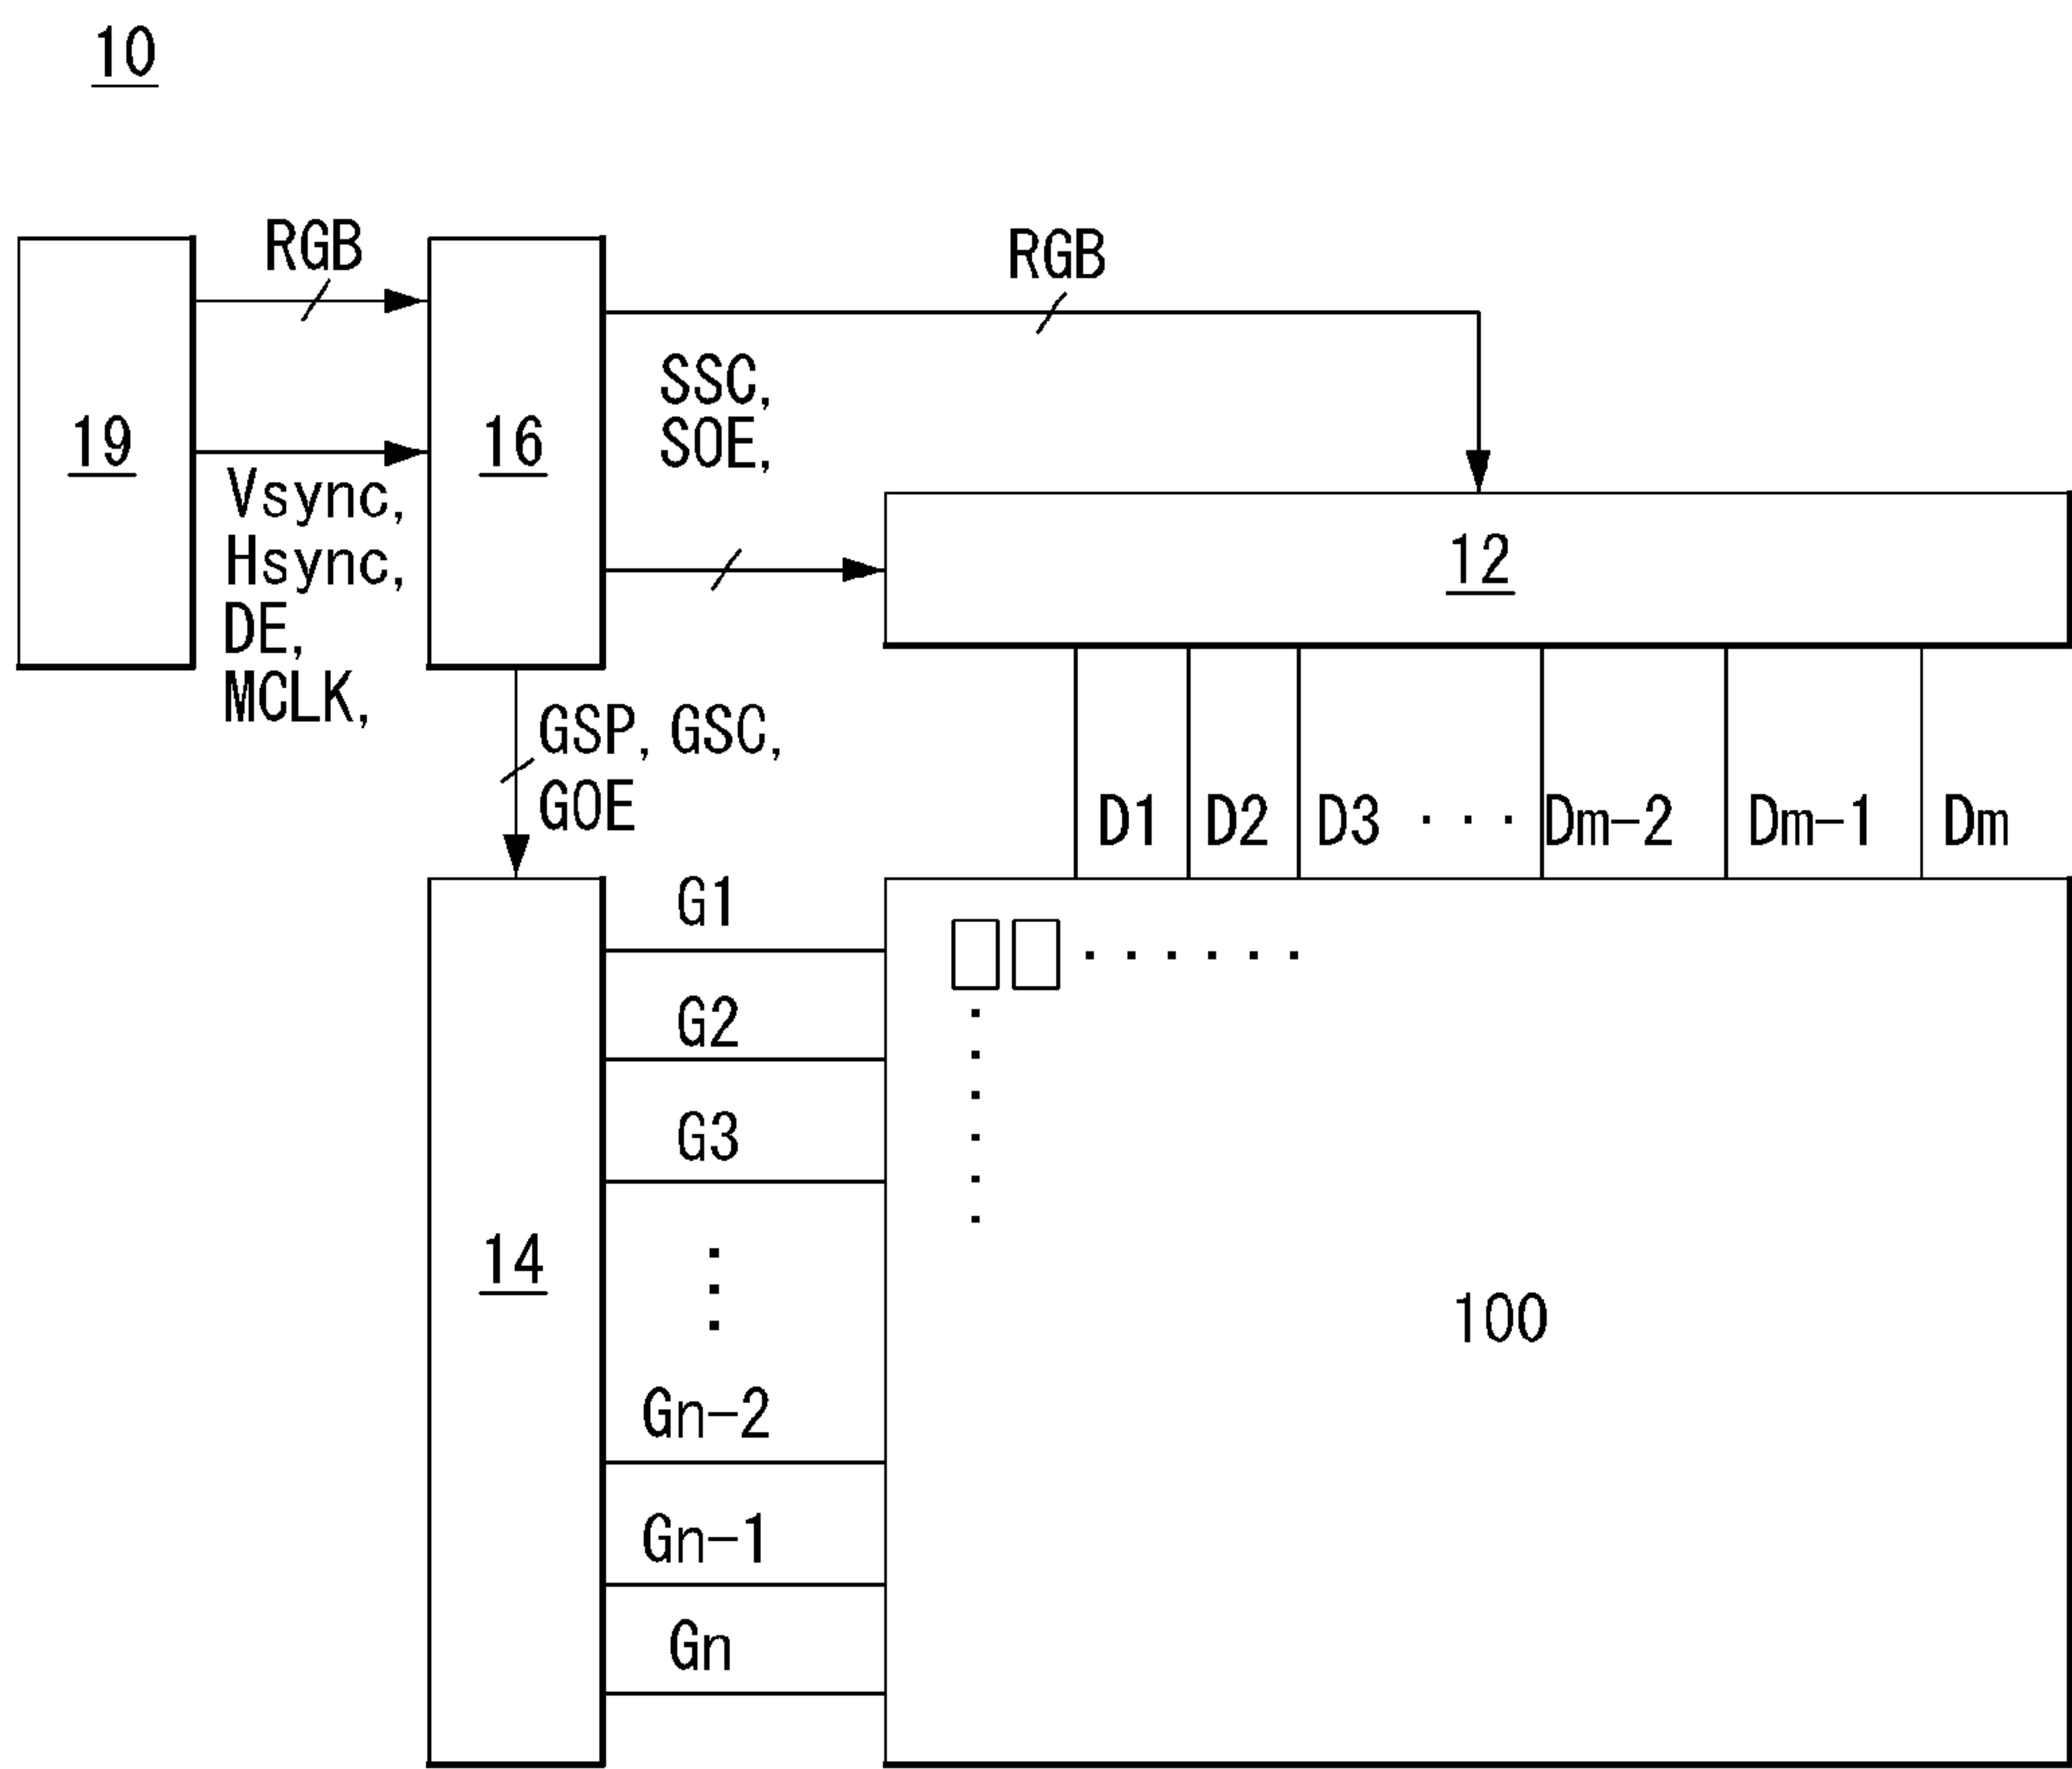 10
RGB
RGB
SSC,
SOE,
19
16
Vsync,
Hsync,
DE,
MCLK,
12
GSP, GSC,
GOE
D1 D2 D3 ··· Dm-2 Dm-1 Dm
G1
G2
G3
14
100
Gn-2
Gn-1
Gn